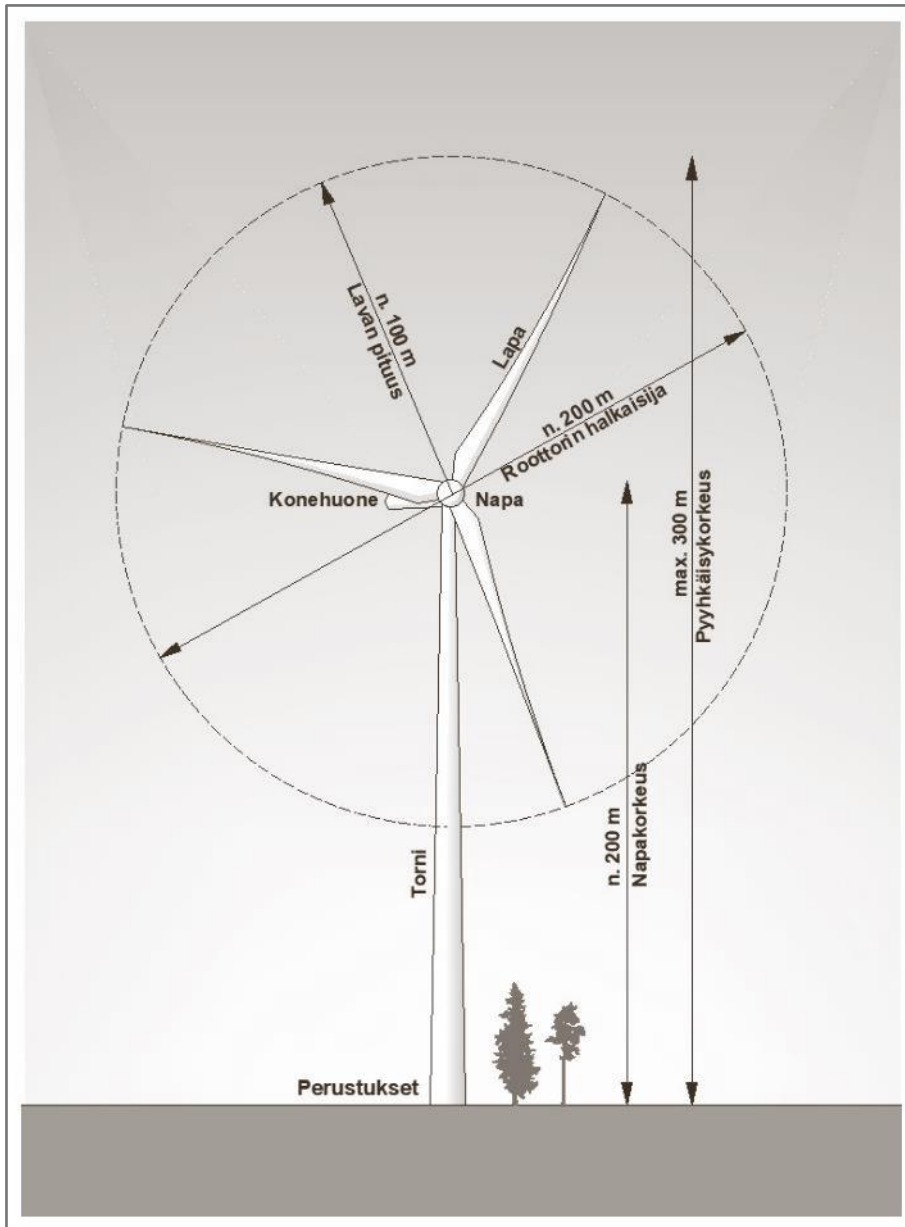 n. 100 m
Lavan pituus
Lapa
n. 200 m
Roottorin halkaisija
max. 300 m
Pyyhkäisykorkeus
Konehuone
Napa
n. 200 m
Napakorkeus
Torni
Perustukset